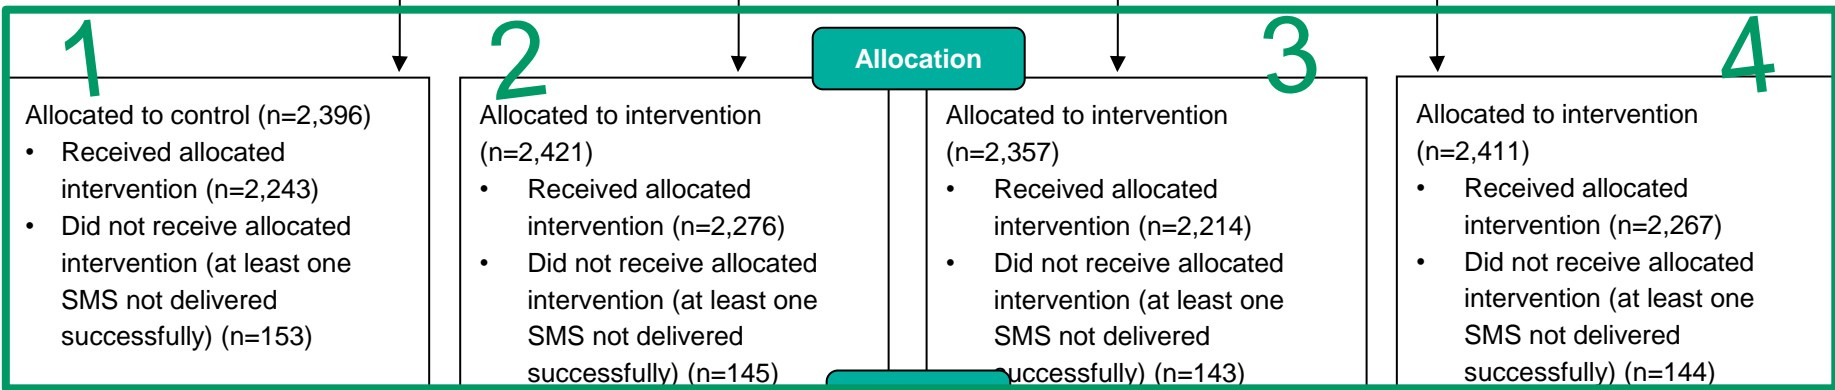 1
2
Allocation
3
4
Allocated to control (n=2,396)
• Received allocated
intervention (n=2,243)
• Did not receive allocated
intervention (at least one
SMS not delivered
successfully) (n=153)
Allocated to intervention
(n=2,421)
• Received allocated
intervention (n=2,276)
• Did not receive allocated
intervention (at least one
SMS not delivered
successfully) (n=145)
Allocated to intervention
(n=2,357)
• Received allocated
intervention (n=2,214)
• Did not receive allocated
intervention (at least one
SMS not delivered
successfully) (n=143)
Allocated to intervention
(n=2,411)
• Received allocated
intervention (n=2,267)
• Did not receive allocated
intervention (at least one
SMS not delivered
successfully) (n=144)